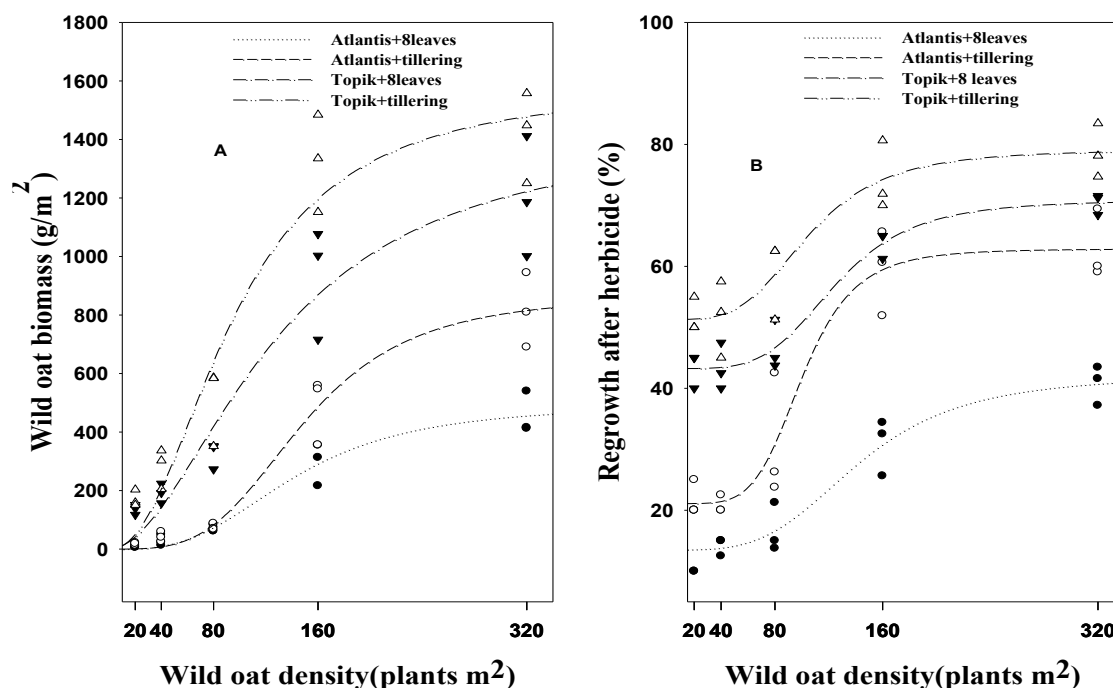 Wild oat biomass (g/m2)
1800
1600
1400
1200
1000
800
600
400
200
0
Atlantis+8leaves
Atlantis+tillering
Topik+8leaves
Topik+tillering
A
20 40 80 160 320
Wild oat density(plants m2)
Regrowth after herbicide (%)
100
80
60
40
20
Atlantis+8leaves
Atlantis+tillering
Topik+8 leaves
Topik+tillering
B
20 40 80 160 320
Wild oat density(plants m2)